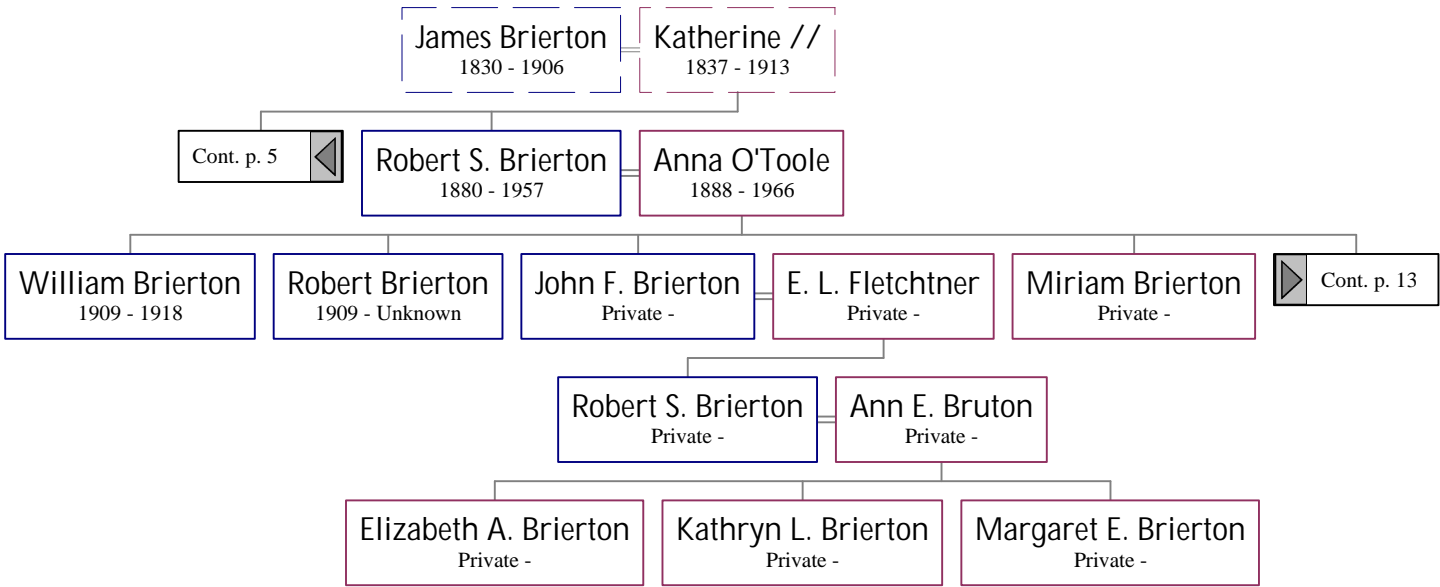 James Brierton
1830 - 1906
Katherine //
1837 - 1913
Cont. p. 5
Robert S. Brierton
1880 - 1957
Anna O'Toole
1888 - 1966
William Brierton
1909 - 1918
Robert Brierton
1909 - Unknown
John F. Brierton
Private -
E. L. Fletchtner
Private -
Miriam Brierton
Private -
Cont. p. 13
Robert S. Brierton
Private -
Ann E. Bruton
Private -
Elizabeth A. Brierton
Private -
Kathryn L. Brierton
Private -
Margaret E. Brierton
Private -